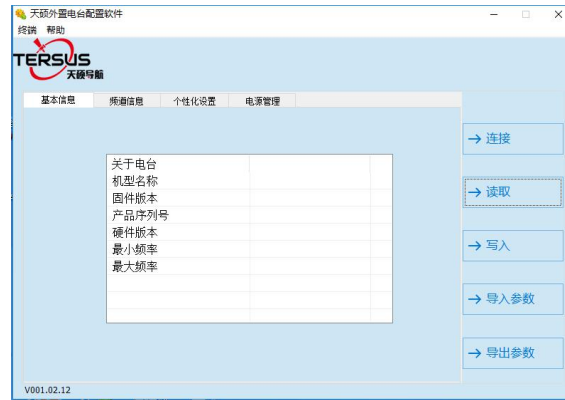 天硕外置电台配置软件
终端 帮助
TERSUS
天硕导航
基本信息 频道信息 个性化设置 电源管理
关于电台
机型名称
固件版本
产品序列号
硬件版本
最小频率
最大频率
→ 连接
→ 读取
→ 写入
→ 导入参数
→ 导出参数
V001.02.12